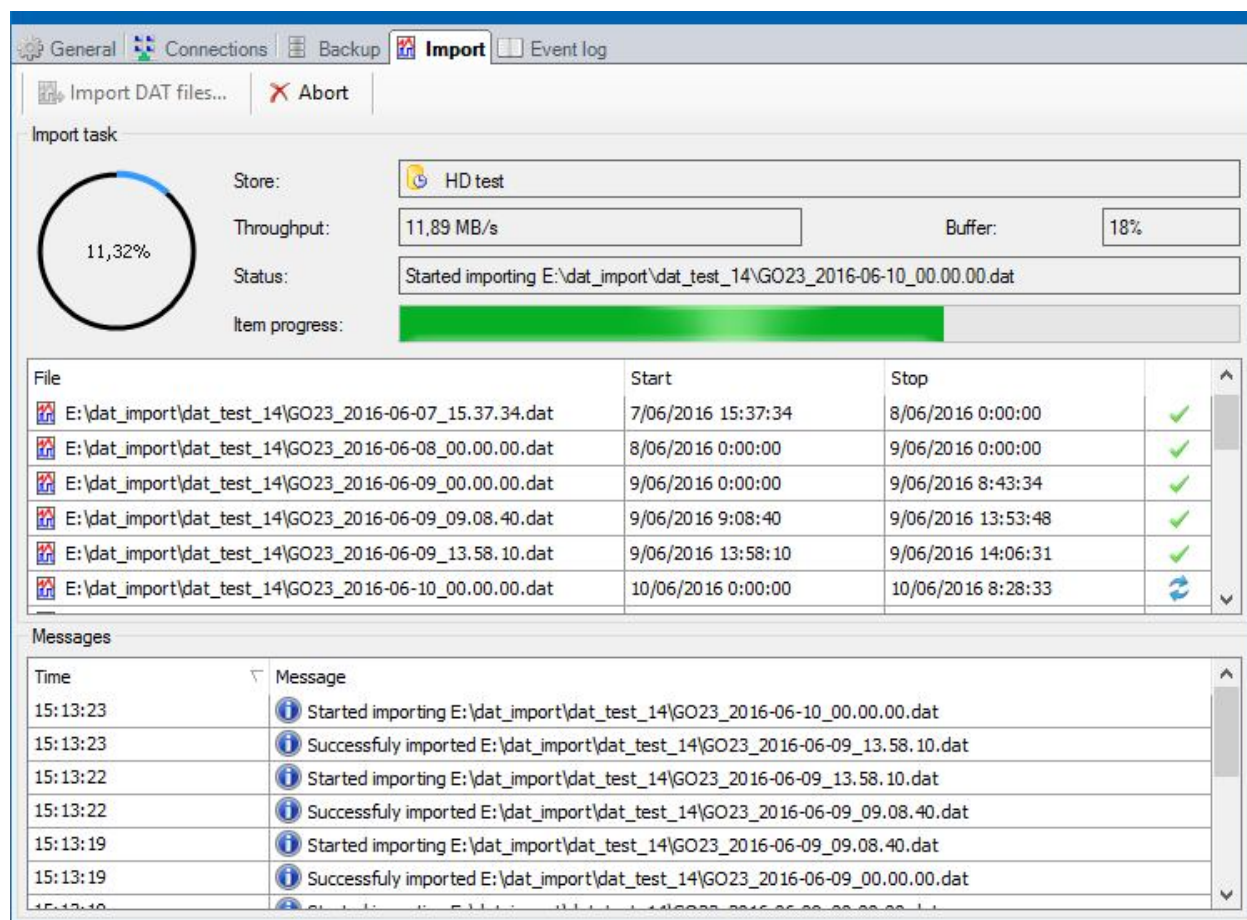 General Connections Backup Import Event log
Import DAT files... Abort
Import task
11,32%
Store: HD test
Throughput: 11,89 MB/s Buffer: 18%
Status: Started importing E:\dat_import\dat_test_14\GO23_2016-06-10_00.00.00.dat
Item progress:
File Start Stop
E:\dat_import\dat_test_14\GO23_2016-06-07_15.37.34.dat 7/06/2016 15:37:34 8/06/2016 0:00:00
E:\dat_import\dat_test_14\GO23_2016-06-08_00.00.00.dat 8/06/2016 0:00:00 9/06/2016 0:00:00
E:\dat_import\dat_test_14\GO23_2016-06-09_00.00.00.dat 9/06/2016 0:00:00 9/06/2016 8:43:34
E:\dat_import\dat_test_14\GO23_2016-06-09_09.08.40.dat 9/06/2016 9:08:40 9/06/2016 13:53:48
E:\dat_import\dat_test_14\GO23_2016-06-09_13.58.10.dat 9/06/2016 13:58:10 9/06/2016 14:06:31
E:\dat_import\dat_test_14\GO23_2016-06-10_00.00.00.dat 10/06/2016 0:00:00 10/06/2016 8:28:33
Messages
Time Message
15:13:23 Started importing E:\dat_import\dat_test_14\GO23_2016-06-10_00.00.00.dat
15:13:23 Successfuly imported E:\dat_import\dat_test_14\GO23_2016-06-09_13.58.10.dat
15:13:22 Started importing E:\dat_import\dat_test_14\GO23_2016-06-09_13.58.10.dat
15:13:22 Successfuly imported E:\dat_import\dat_test_14\GO23_2016-06-09_09.08.40.dat
15:13:19 Started importing E:\dat_import\dat_test_14\GO23_2016-06-09_09.08.40.dat
15:13:19 Successfuly imported E:\dat_import\dat_test_14\GO23_2016-06-09_00.00.00.dat